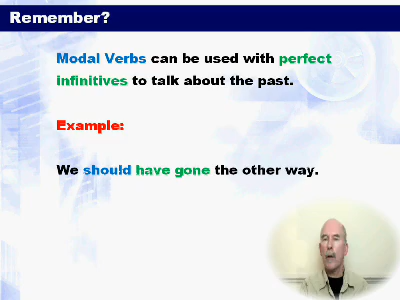 Remember?
Modal Verbs can be used with perfect
infinitives to talk about the past.
Example:
We should have gone the other way.